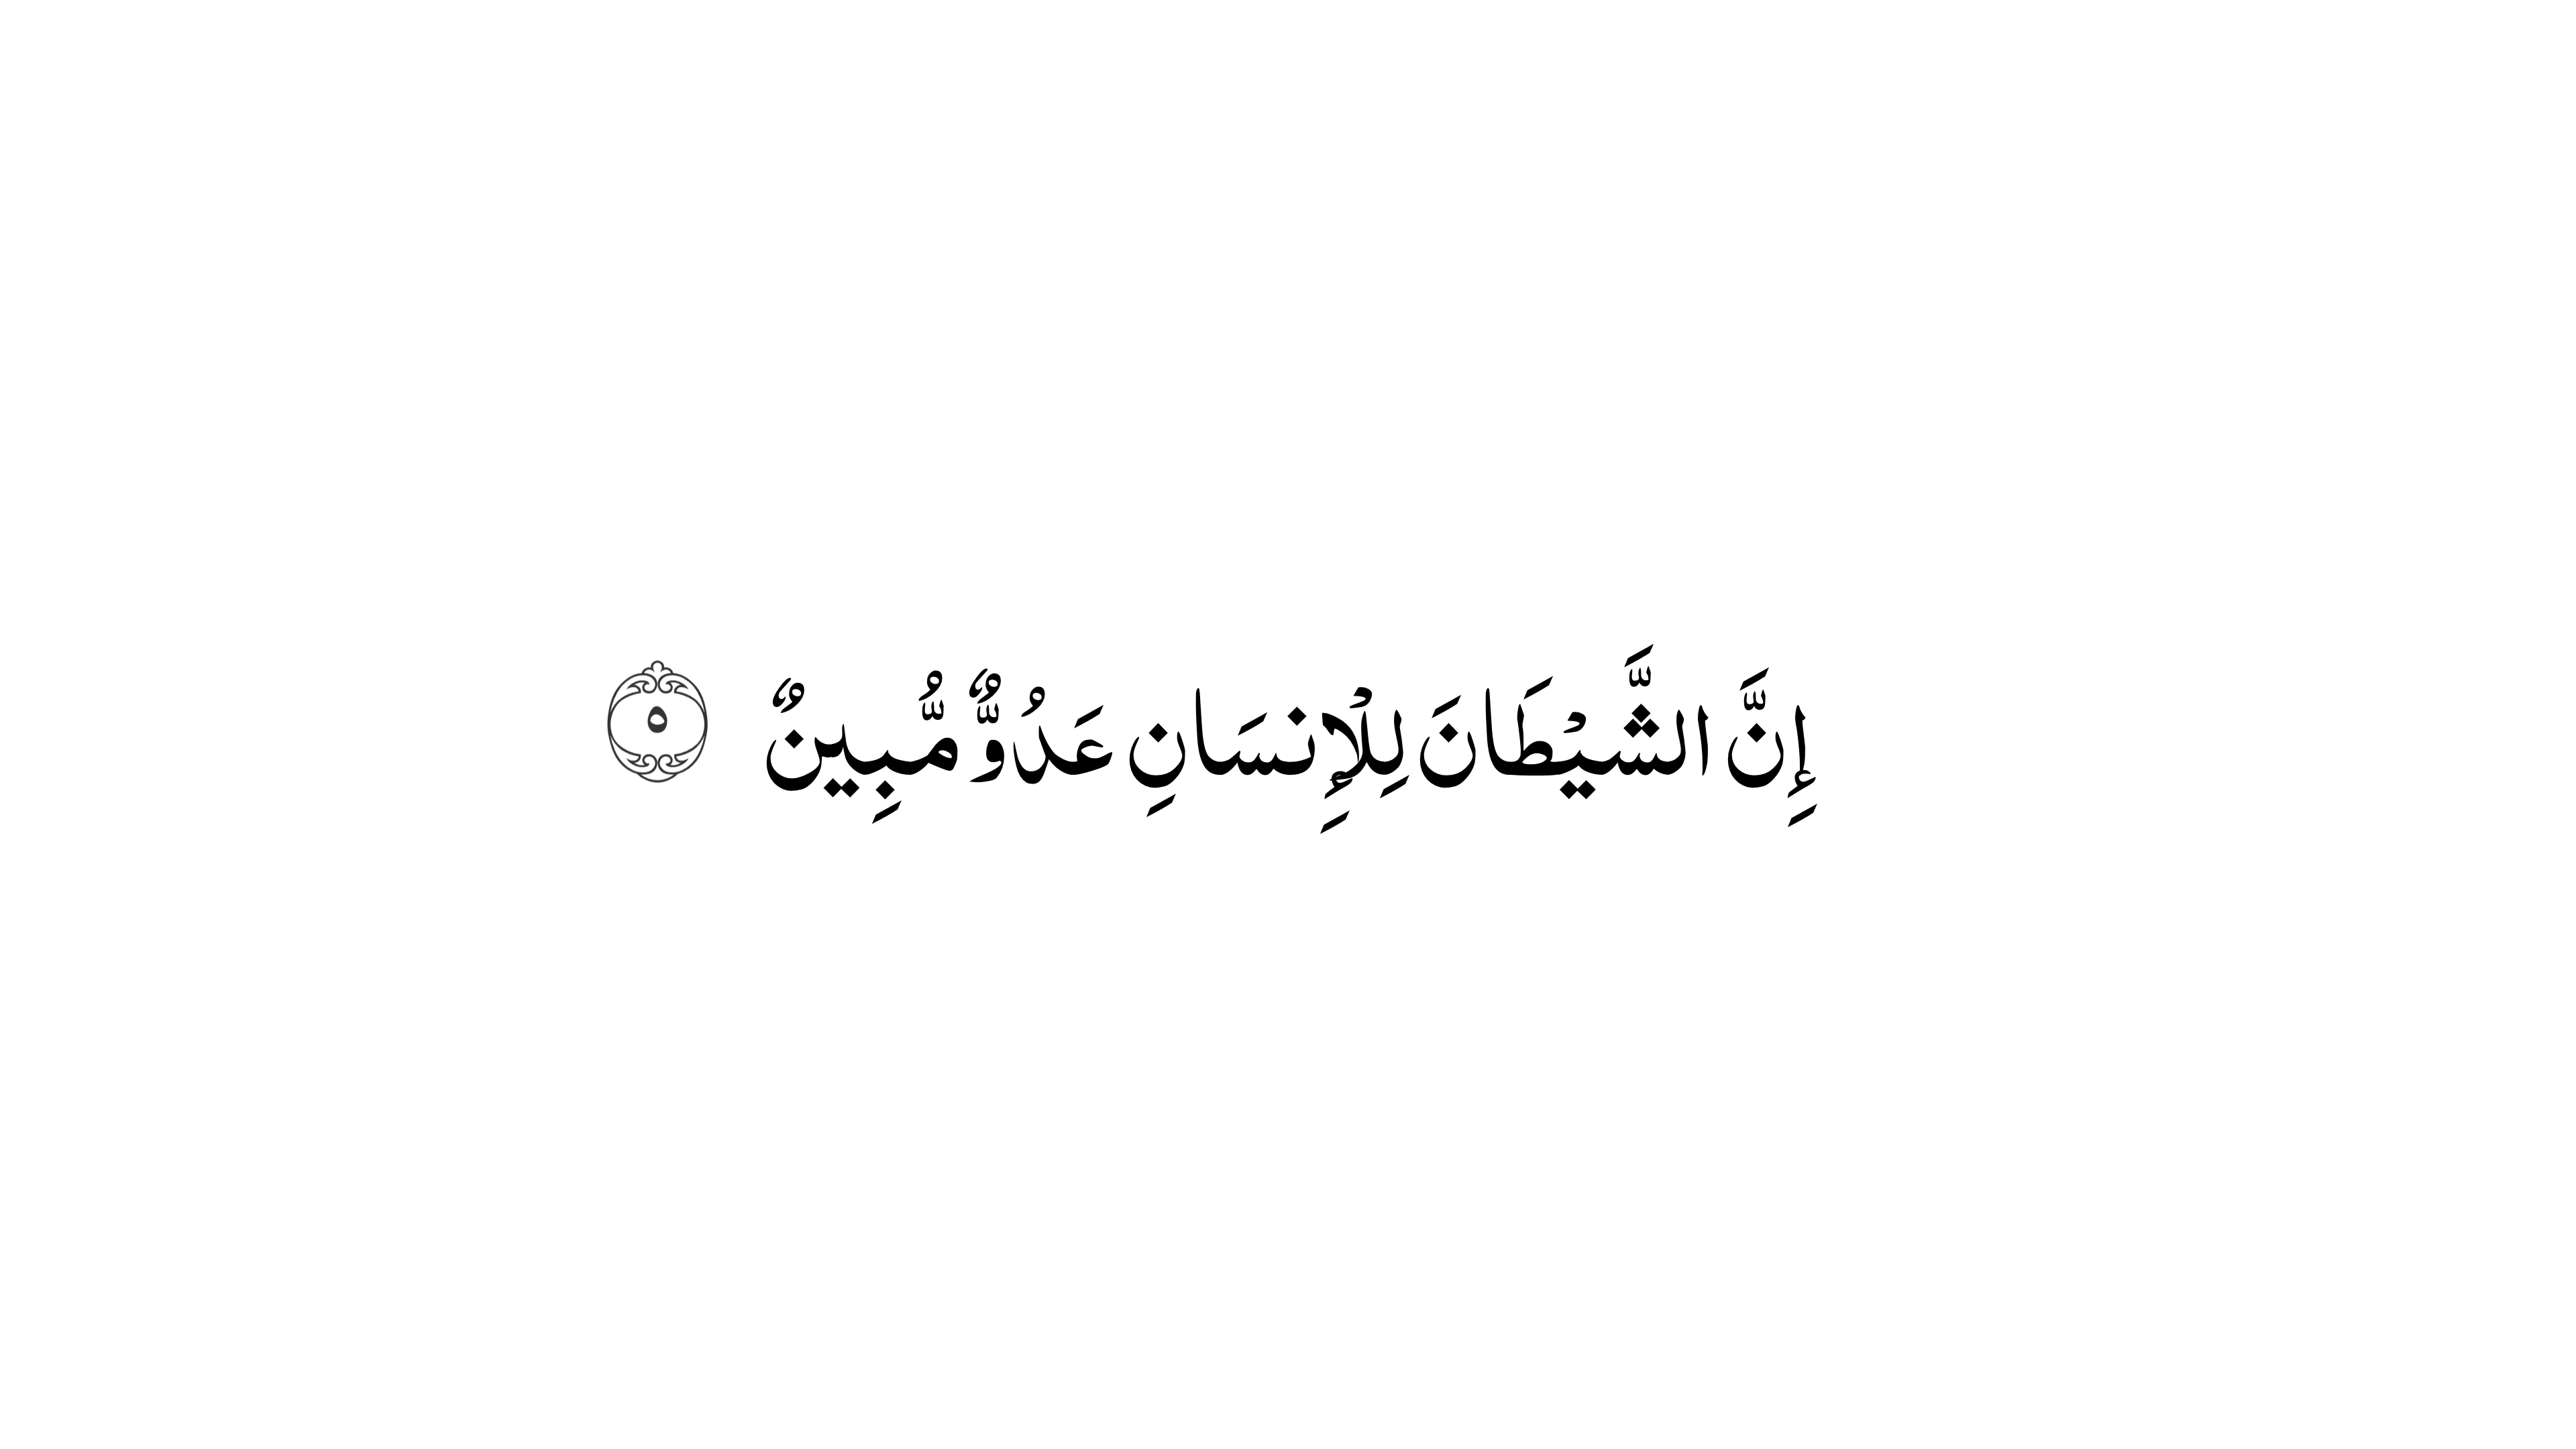 إِنَّ الشَّيْطَانَ لِلْإِنسَانِ عَدُوٌّ مُّبِينٌ ٥